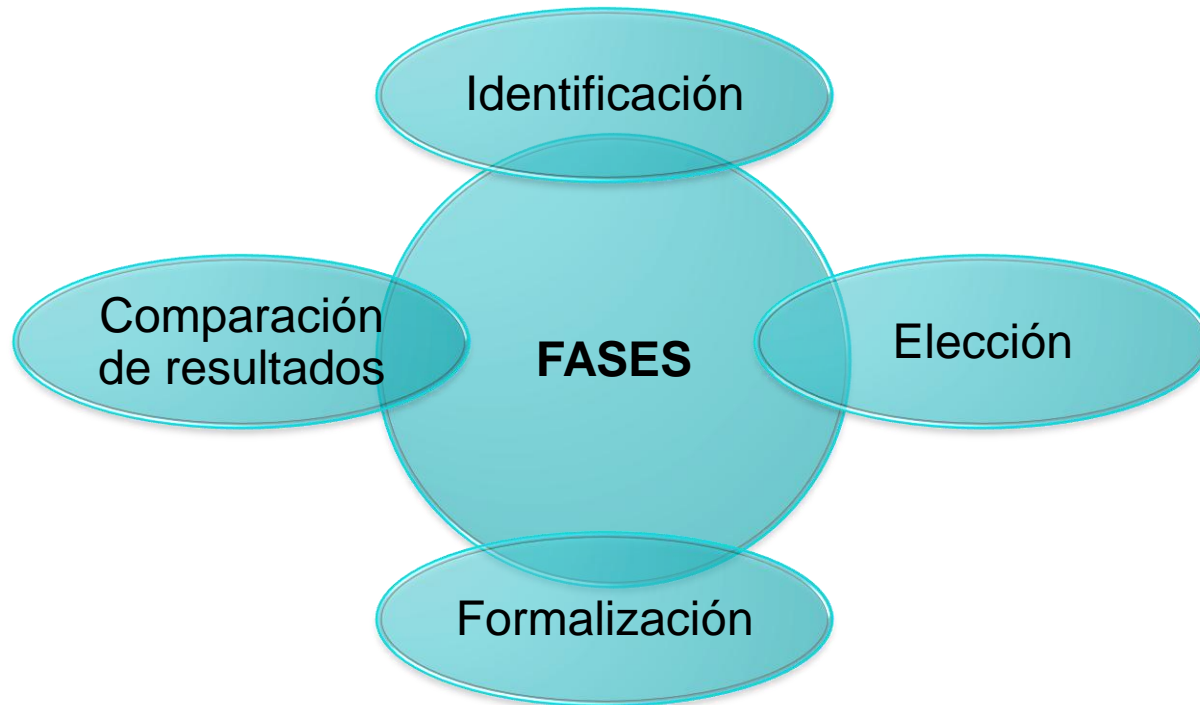 Identificación
Comparación
de resultados
FASES
Elección
Formalización